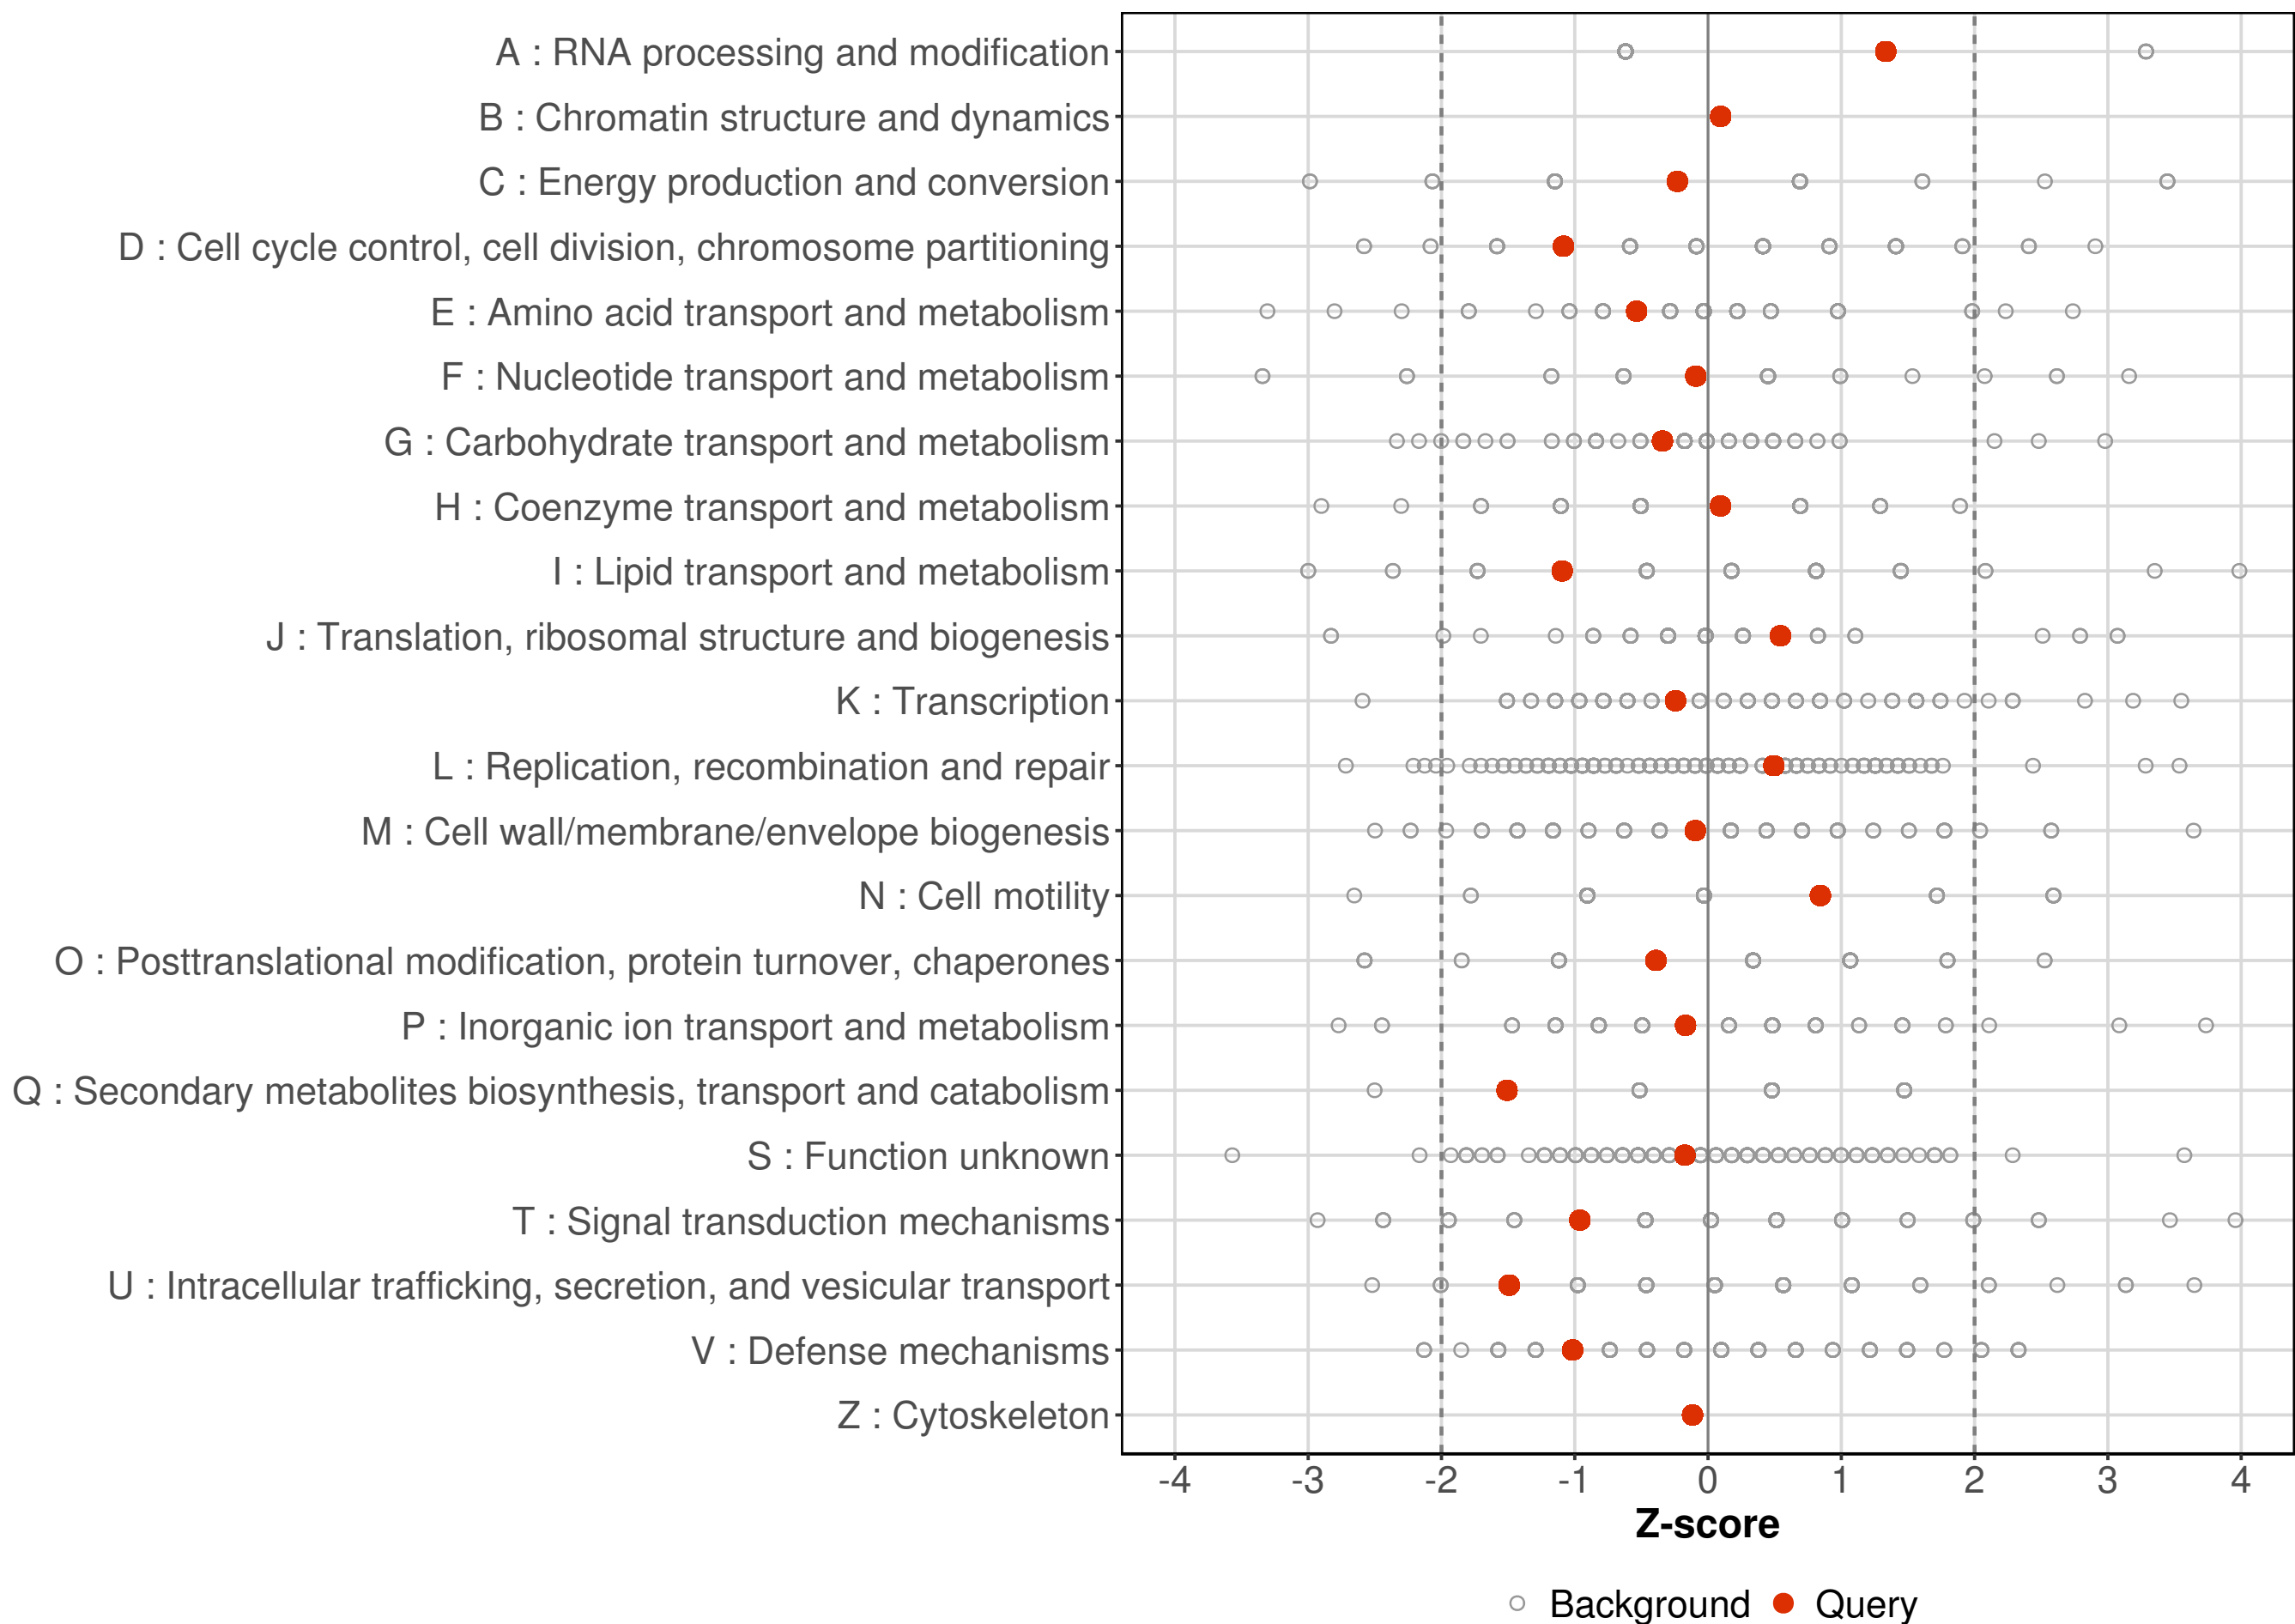 A : RNA processing and modification
B : Chromatin structure and dynamics
C : Energy production and conversion
D : Cell cycle control, cell division, chromosome partitioning
E : Amino acid transport and metabolism
F : Nucleotide transport and metabolism
G : Carbohydrate transport and metabolism
H : Coenzyme transport and metabolism
I : Lipid transport and metabolism
J : Translation, ribosomal structure and biogenesis
K : Transcription
L : Replication, recombination and repair
M : Cell wall/membrane/envelope biogenesis
N : Cell motility
O : Posttranslational modification, protein turnover, chaperones
P : Inorganic ion transport and metabolism
Q : Secondary metabolites biosynthesis, transport and catabolism
S : Function unknown
T : Signal transduction mechanisms
U : Intracellular trafficking, secretion, and vesicular transport
V : Defense mechanisms
Z : Cytoskeleton
-4 -3 -2 -1 0 1 2 3 4
Z-score
Background Query